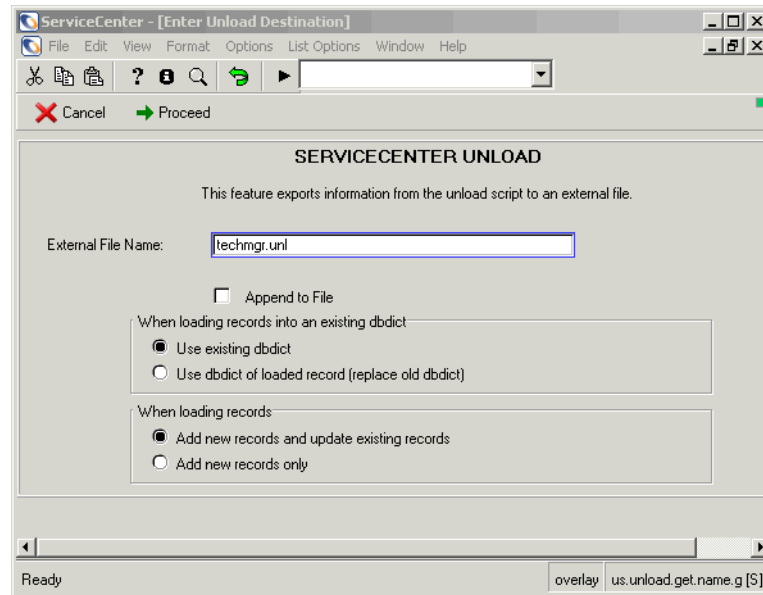 ServiceCenter - [Enter Unload Destination]
File Edit View Format Options List Options Window Help
Cancel Proceed
SERVICECENTER UNLOAD
This feature exports information from the unload script to an external file.
External File Name: techmgr.unl
Append to File
When loading records into an existing dbdict
Use existing dbdict
Use dbdict of loaded record (replace old dbdict)
When loading records
Add new records and update existing records
Add new records only
Ready overlay us.unload.get.name.g [S]